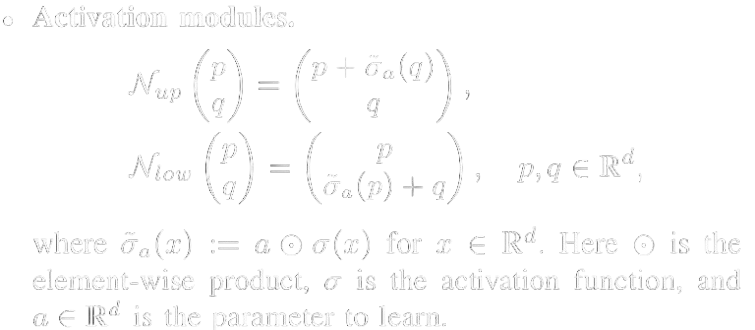 ◦ Activation modules.
$\mathcal{N}_{up} \begin{pmatrix} p \\ q \end{pmatrix} = \begin{pmatrix} p + \tilde{\sigma}_a(q) \\ q \end{pmatrix},$
$\mathcal{N}_{low} \begin{pmatrix} p \\ q \end{pmatrix} = \begin{pmatrix} p \\ \tilde{\sigma}_a(p) + q \end{pmatrix}, \quad p, q \in \mathbb{R}^d,$
where $\tilde{\sigma}_a(x) := a \odot \sigma(x)$ for $x \in \mathbb{R}^d$. Here $\odot$ is the
element-wise product, $\sigma$ is the activation function, and
$a \in \mathbb{R}^d$ is the parameter to learn.